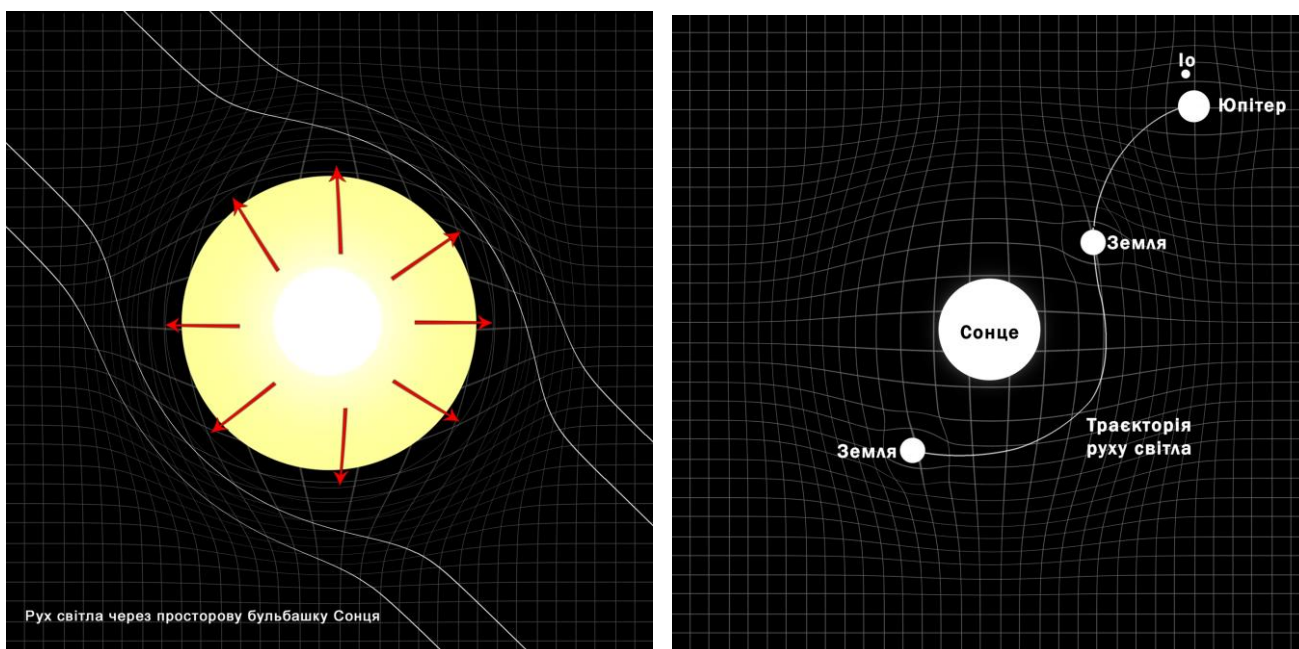 Рух світла через просторову бульбашку Сонця
Іо
Юпітер
Земля
Сонце
Траєкторія
руху світла
Земля